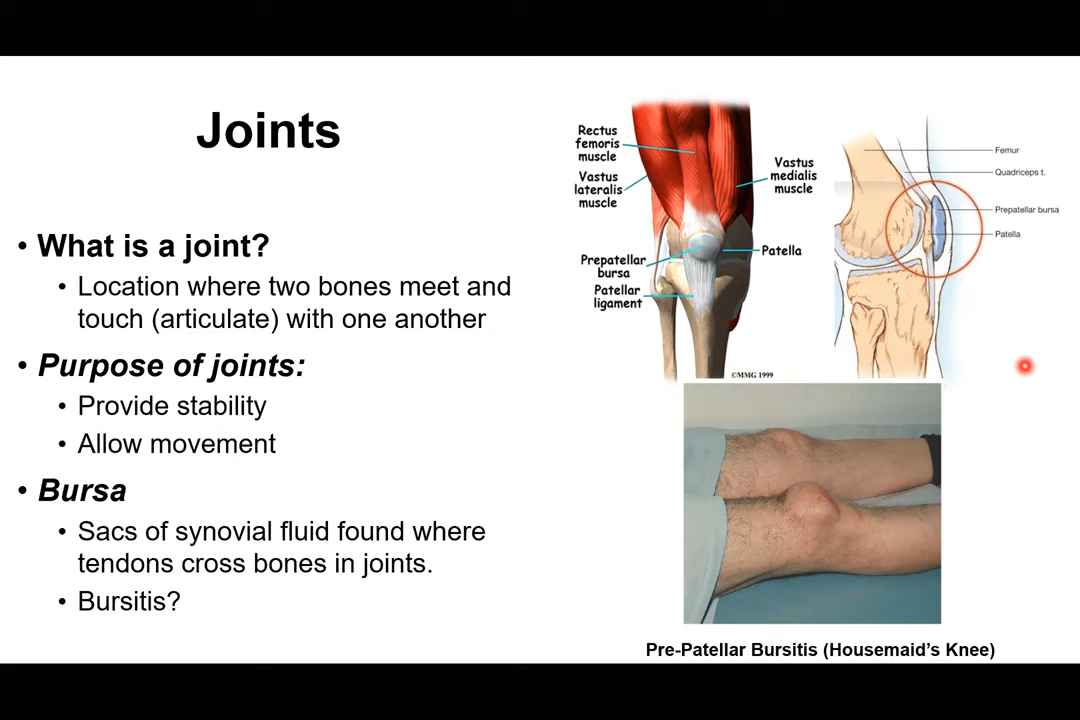 Joints
• What is a joint?
• Location where two bones meet and
touch (articulate) with one another
• Purpose of joints:
• Provide stability
• Allow movement
• Bursa
• Sacs of synovial fluid found where
tendons cross bones in joints.
• Bursitis?
Rectus
femoris
muscle
Vastus
lateralis
muscle
Vastus
medialis
muscle
Prepatellar
bursa
Patella
Patellar
ligament
©MMG 1999
Femur
Quadriceps t.
Prepatellar bursa
Patella
Pre-Patellar Bursitis (Housemaid’s Knee)